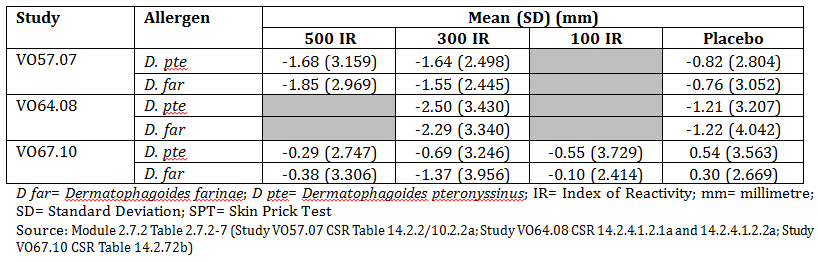 Study Allergen Mean (SD) (mm)
500 IR 300 IR 100 IR Placebo
VO57.07 D. pte -1.68 (3.159) -1.64 (2.498) -0.82 (2.804)
D. far -1.85 (2.969) -1.55 (2.445) -0.76 (3.052)
VO64.08 D. pte -2.50 (3.430) -1.21 (3.207)
D. far -2.29 (3.340) -1.22 (4.042)
VO67.10 D. pte -0.29 (2.747) -0.69 (3.246) -0.55 (3.729) 0.54 (3.563)
D. far -0.38 (3.306) -1.37 (3.956) -0.10 (2.414) 0.30 (2.669)
D far= Dermatophagoides farinae; D pte= Dermatophagoides pteronyssinus; IR= Index of Reactivity; mm= millimetre;
SD= Standard Deviation; SPT= Skin Prick Test
Source: Module 2.7.2 Table 2.7.2-7 (Study VO57.07 CSR Table 14.2.2/10.2.2a; Study VO64.08 CSR 14.2.4.1.2.1a and 14.2.4.1.2.2a; Study
VO67.10 CSR Table 14.2.72b)